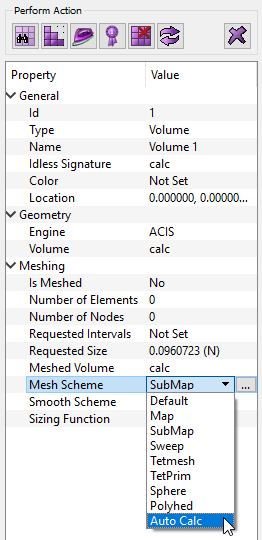 Perform Action
Property Value
General
Id 1
Type Volume
Name Volume 1
Idless Signature calc
Color Not Set
Location 0.000000, 0.00000...
Geometry
Engine ACIS
Volume calc
Meshing
Is Meshed No
Number of Elements 0
Number of Nodes 0
Requested Intervals Not Set
Requested Size 0.0960723 (N)
Meshed Volume calc
Mesh Scheme SubMap ...
Smooth Scheme Default
Sizing Function Map
SubMap
Sweep
Tetmesh
TetPrim
Sphere
Polyhed
Auto Calc